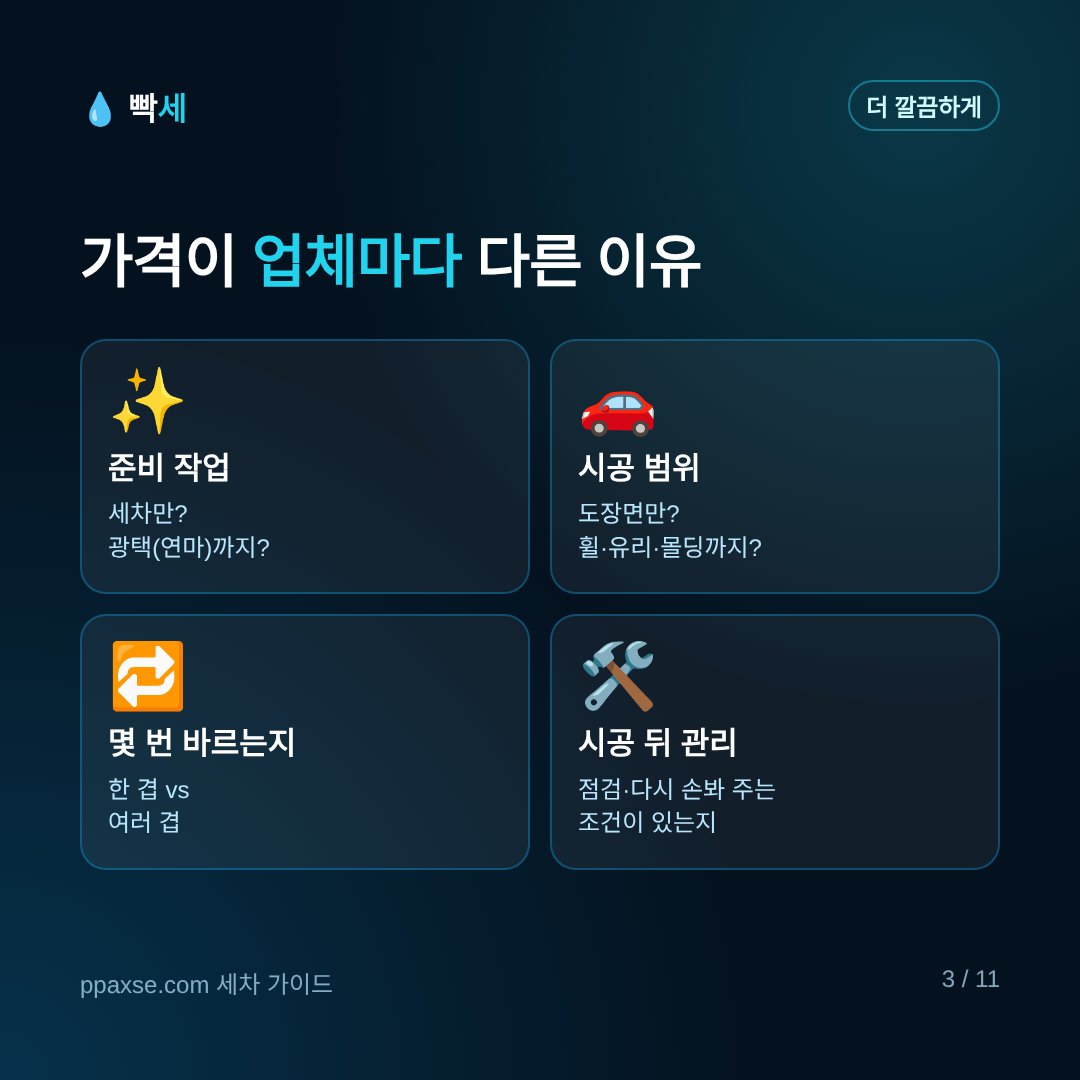 빡세
더 깔끔하게
가격이 업체마다 다른 이유
준비 작업
세차만?
광택(연마)까지?
시공 범위
도장면만?
휠·유리·몰딩까지?
몇 번 바르는지
한 겹 vs
여러 겹
시공 뒤 관리
점검·다시 손봐 주는
조건이 있는지
ppaxse.com 세차 가이드
3 / 11